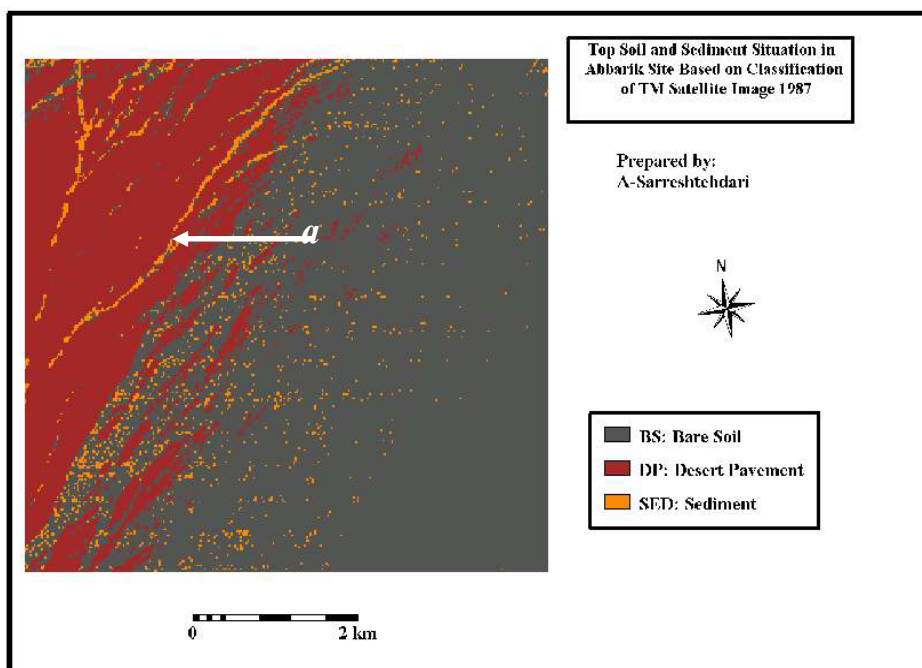 Top Soil and Sediment Situation in
Abbarik Site Based on Classification
of TM Satellite Image 1987
Prepared by:
A-Sarreshtehdari
a
N
BS: Bare Soil
DP: Desert Pavement
SED: Sediment
0 2 km